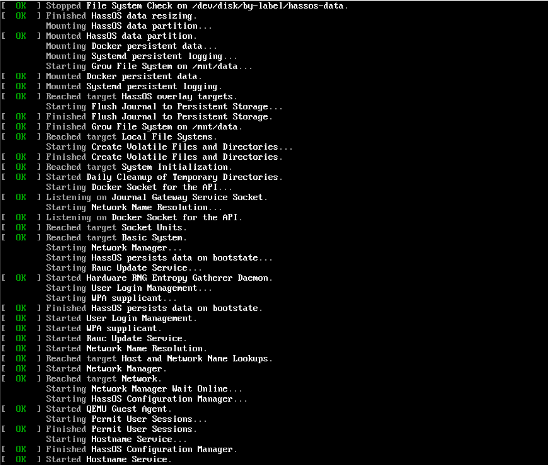 [  OK  ] Stopped File System Check on /dev/disk/by-label/hassos-data.
[  OK  ] Finished HassOS data resizing.
Mounting HassOS data partition...
[  OK  ] Mounted HassOS data partition.
Mounting Docker persistent data...
Mounting Systemd persistent logging...
Starting Grow File System on /mnt/data...
[  OK  ] Mounted Docker persistent data.
[  OK  ] Mounted Systemd persistent logging.
[  OK  ] Reached target HassOS overlay targets.
Starting Flush Journal to Persistent Storage...
[  OK  ] Finished Flush Journal to Persistent Storage.
[  OK  ] Finished Grow File System on /mnt/data.
[  OK  ] Reached target Local File Systems.
Starting Create Volatile Files and Directories...
[  OK  ] Finished Create Volatile Files and Directories.
[  OK  ] Reached target System Initialization.
[  OK  ] Started Daily Cleanup of Temporary Directories.
Starting Docker Socket for the API...
[  OK  ] Listening on Journal Gateway Service Socket.
Starting Network Name Resolution...
[  OK  ] Listening on Docker Socket for the API.
[  OK  ] Reached target Socket Units.
[  OK  ] Reached target Basic System.
Starting Network Manager...
Starting HassOS persists data on bootstate...
Starting Rauc Update Service...
[  OK  ] Started Hardware RNG Entropy Gatherer Daemon.
Starting User Login Management...
Starting WPA supplicant...
[  OK  ] Finished HassOS persists data on bootstate.
[  OK  ] Started User Login Management.
[  OK  ] Started WPA supplicant.
[  OK  ] Started Rauc Update Service.
[  OK  ] Started Network Name Resolution.
[  OK  ] Reached target Host and Network Name Lookups.
[  OK  ] Started Network Manager.
[  OK  ] Reached target Network.
Starting Network Manager Wait Online...
Starting HassOS Configuration Manager...
[  OK  ] Started QEMU Guest Agent.
Starting Permit User Sessions...
[  OK  ] Finished Permit User Sessions.
Starting Hostname Service...
[  OK  ] Finished HassOS Configuration Manager.
[  OK  ] Started Hostname Service.